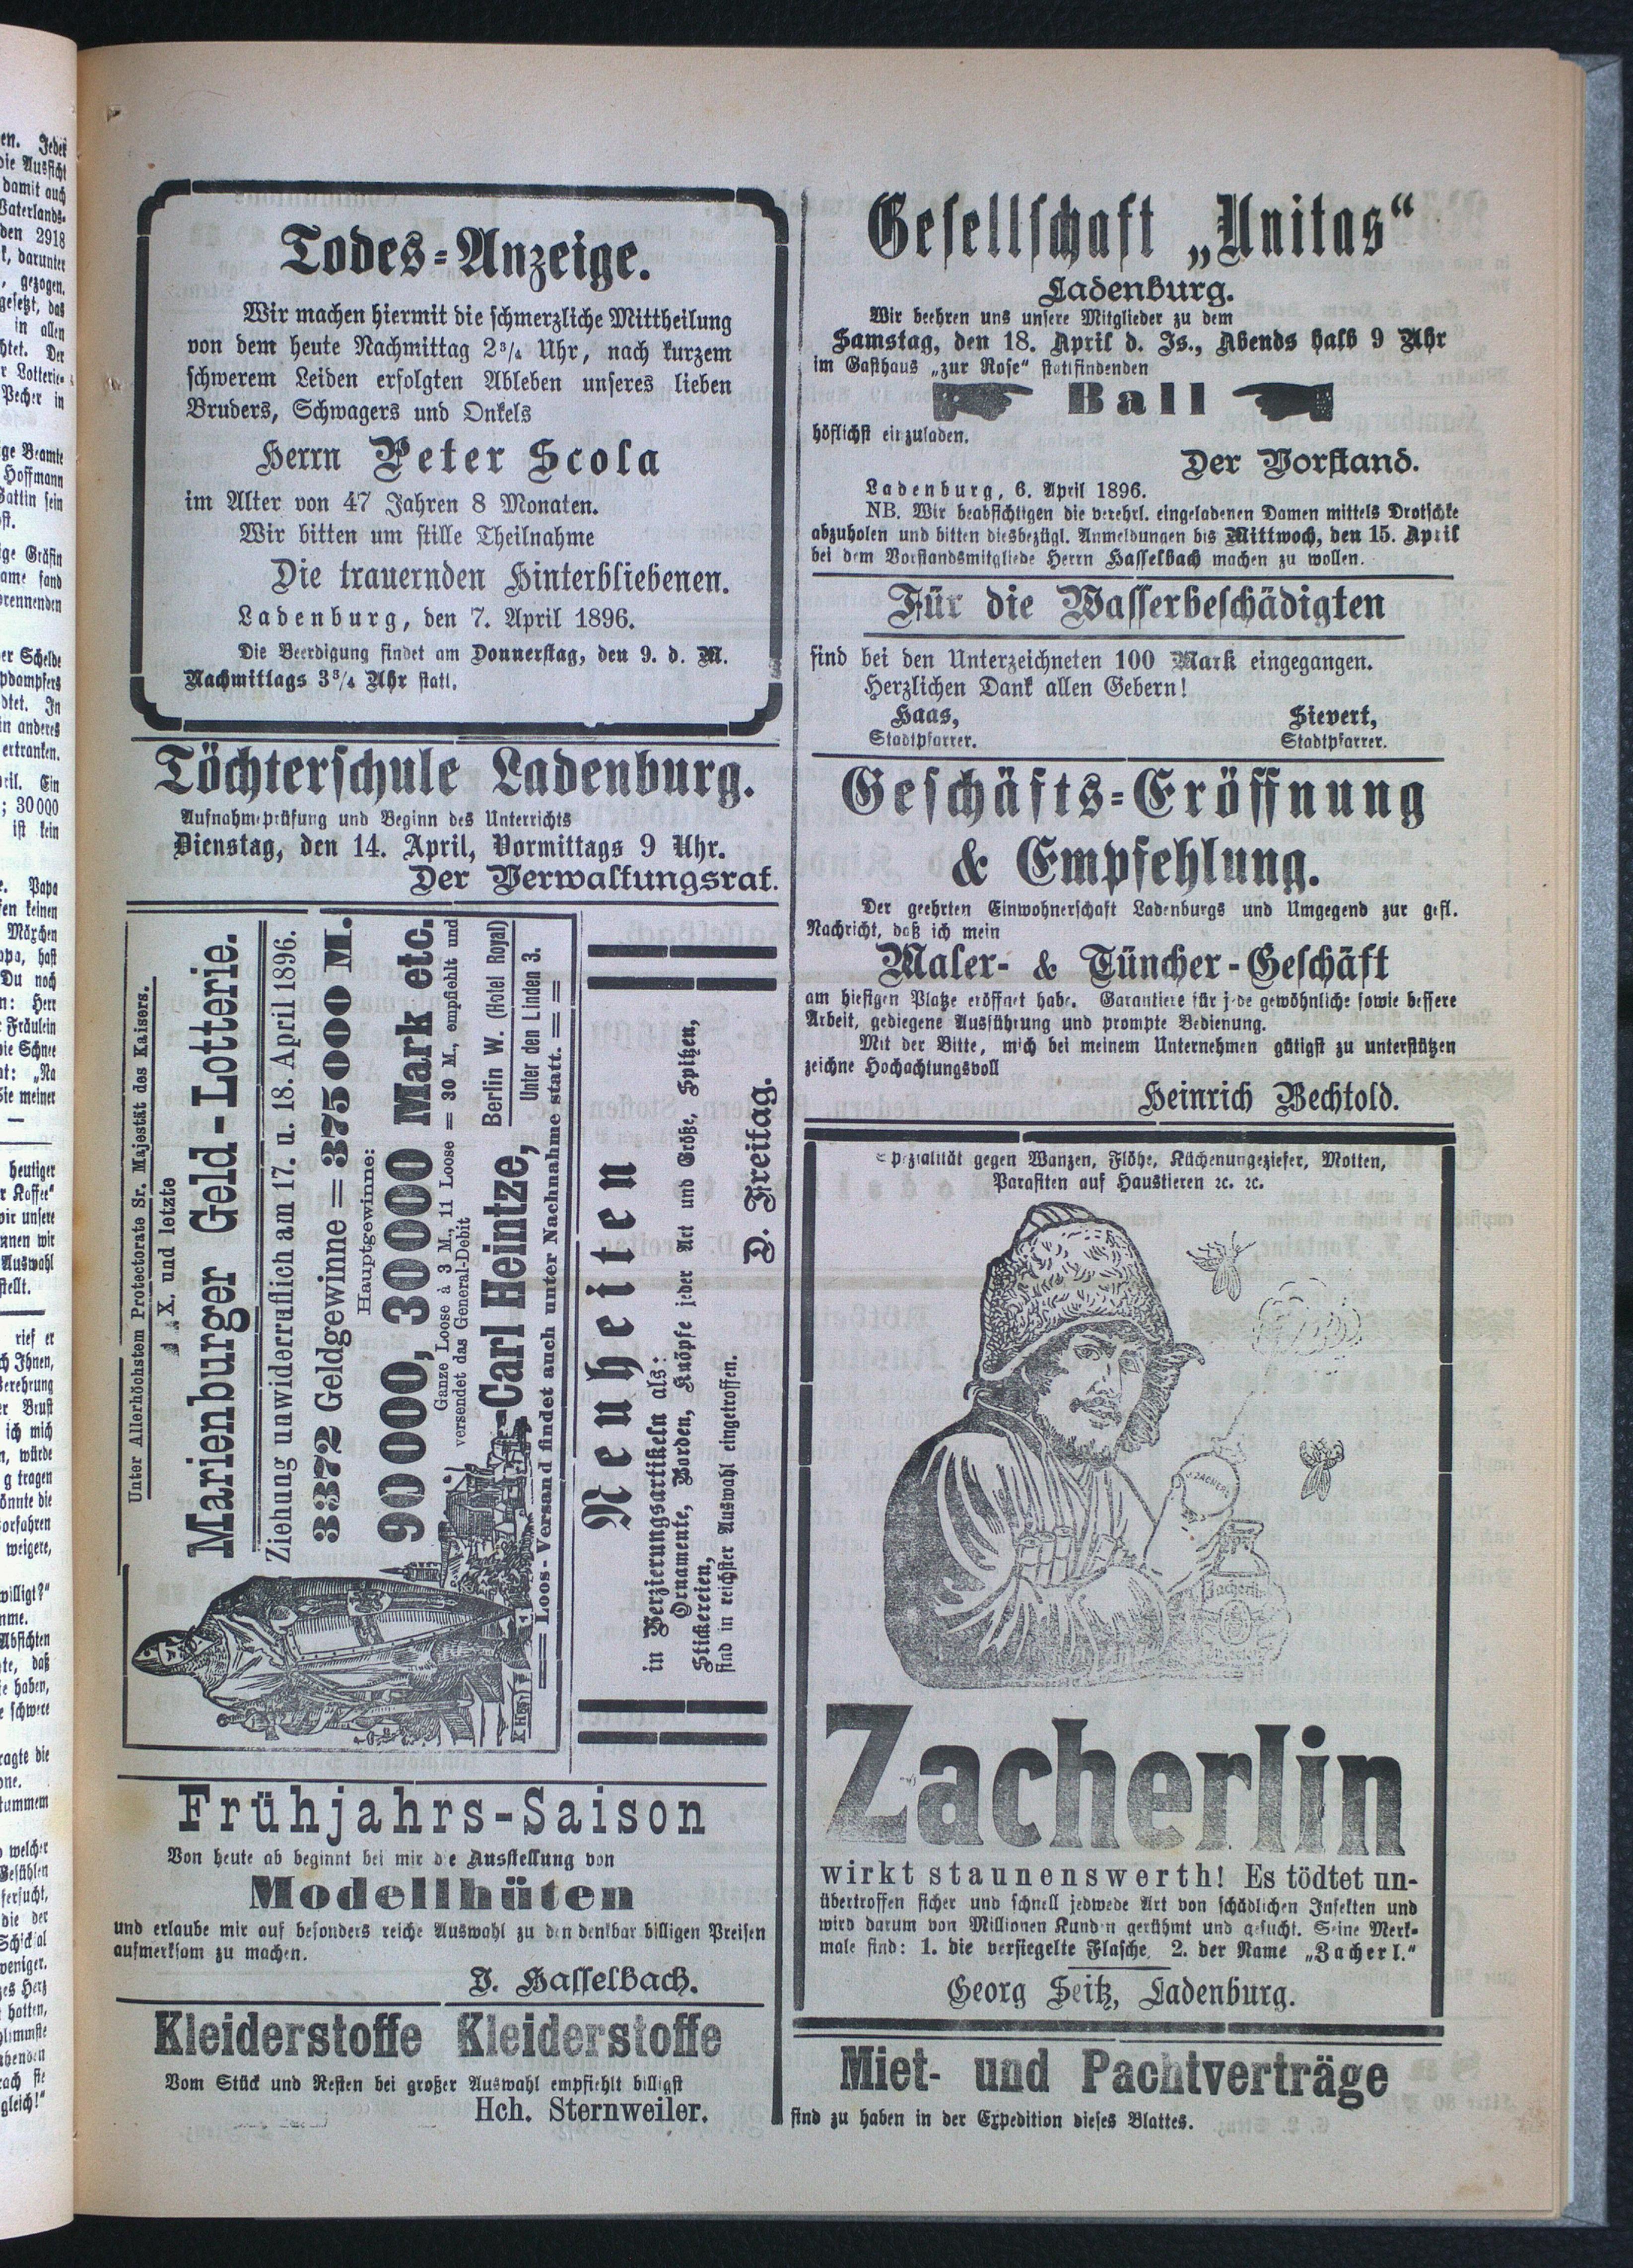 Todes-Anzeige.
Wir machen hiermit die schmerzliche Mittheilung
von dem heute Nachmittag 2³/₄ Uhr, nach kurzem
schwerem Leiden erfolgten Ableben unseres lieben
Bruders, Schwagers und Onkels
Herrn Peter Scola
im Alter von 47 Jahren 8 Monaten.
Wir bitten um stille Theilnahme
Die trauernden Hinterbliebenen.
Ladenburg, den 7. April 1896.
Die Beerdigung findet am Donnerstag, den 9. d. M.
Nachmittags 3³/₄ Uhr statt.
Töchterschule Ladenburg.
Aufnahmeprüfung und Beginn des Unterrichts
Dienstag, den 14. April, Vormittags 9 Uhr.
Der Verwaltungsrat.
Unter Allerhöchstem Protectorate Sr. Majestät des Kaisers.
X. und letzte
Marienburger Geld-Lotterie.
Ziehung unwiderruflich am 17. u. 18. April 1896.
3372 Geldgewinne = 375000 M.
Hauptgewinne:
90000, 30000 Mark etc.
Ganze Loose à 3 M., 11 Loose = 30 M., empfiehlt und
versendet das General-Debit
Carl Heintze,
Berlin W. (Hotel Royal)
Unter den Linden 3.
Loos-Versand findet auch unter Nachnahme statt.
Neuheiten
in Verzierungsartikeln als:
Ornamente, Borden, Knöpfe jeder Art und Größe, Spitzen,
Stickereien,
sind in reichster Auswahl eingetroffen.
D. Freitag.
Frühjahrs-Saison
Von heute ab beginnt bei mir die Ausstellung von
Modellhüten
und erlaube mir auf besonders reiche Auswahl zu den denkbar billigen Preisen
aufmerksam zu machen.
J. Hasselbach.
Kleiderstoffe Kleiderstoffe
Vom Stück und Resten bei großer Auswahl empfiehlt billigst
Hch. Sternweiler.
Gesellschaft „Unitas“
Ladenburg.
Wir beehren uns unsere Mitglieder zu dem
Samstag, den 18. April d. Js., Abends halb 9 Uhr
im Gasthaus „zur Rose“ stattfindenden
Ball
höflichst einzuladen.
Der Vorstand.
Ladenburg, 6. April 1896.
NB. Wir beabsichtigen die verehrl. eingeladenen Damen mittels Drotschke
abzuholen und bitten diesbezügl. Anmeldungen bis Mittwoch, den 15. April
bei dem Vorstandsmitgliede Herrn Hasselbach machen zu wollen.
Für die Wasserbeschädigten
sind bei den Unterzeichneten 100 Mark eingegangen.
Herzlichen Dank allen Gebern!
Haas, Sievert,
Stadtpfarrer. Stadtpfarrer.
Geschäfts-Eröffnung
& Empfehlung.
Der geehrten Einwohnerschaft Ladenburgs und Umgegend zur gefl.
Nachricht, daß ich mein
Maler- & Tüncher-Geschäft
am hiesigen Platze eröffnet habe. Garantiere für jede gewöhnliche sowie bessere
Arbeit, gediegene Ausführung und prompte Bedienung.
Mit der Bitte, mich bei meinem Unternehmen gütigst zu unterstützen
zeichne Hochachtungsvoll
Heinrich Bechtold.
Spezialität gegen Wanzen, Flöhe, Küchenungeziefer, Motten,
Parasiten auf Haustieren ꝛc. ꝛc.
J. ZACHERL
Zacherlin
Zacherlin
wirkt staunenswerth! Es tödtet un-
übertroffen sicher und schnell jedwede Art von schädlichen Insekten und
wird darum von Millionen Kunden gerühmt und gesucht. Seine Merk-
male sind: 1. die versiegelte Flasche, 2. der Name „Zacherl.“
Georg Seitz, Ladenburg.
Miet- und Pachtverträge
sind zu haben in der Expedition dieses Blattes.